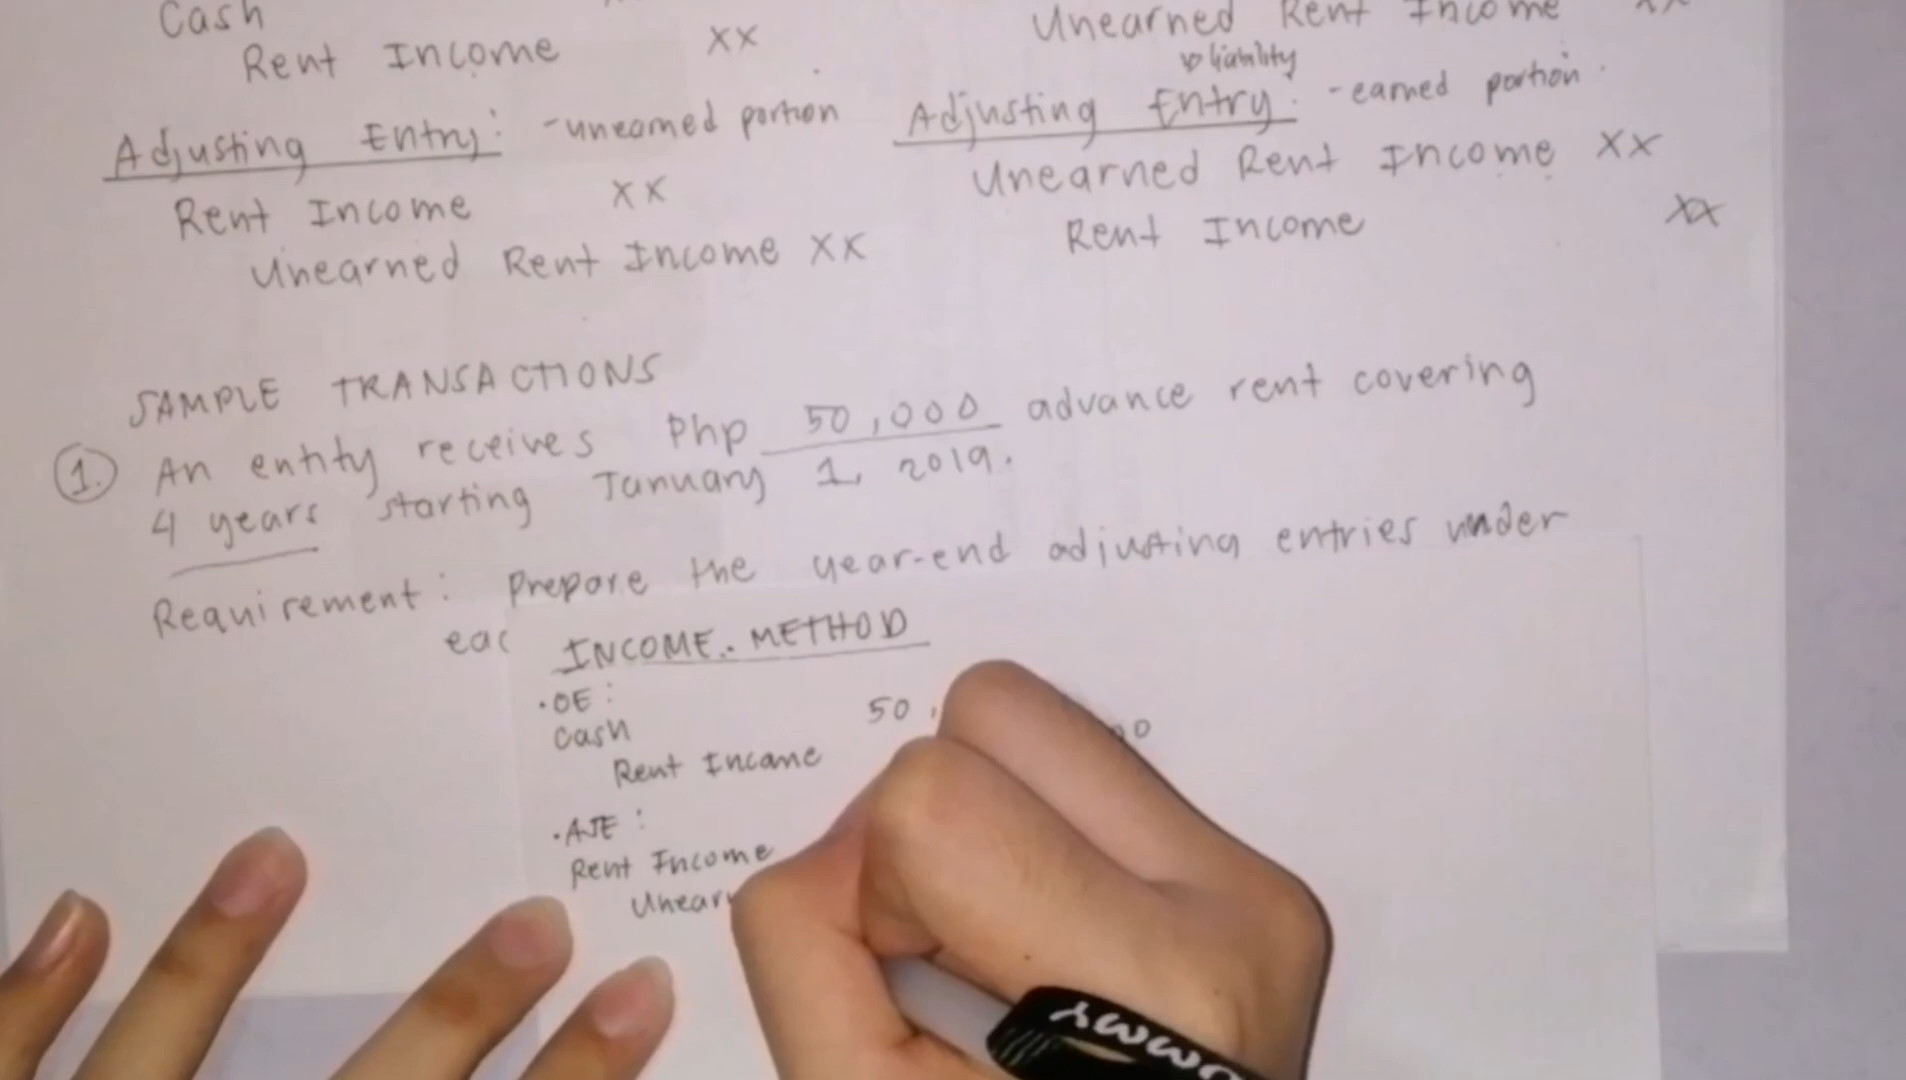 Cash
Rent Income XX
Adjusting Entry: -unearned portion
Rent Income XX
Unearned Rent Income XX
Unearned Rent Income XX
↳ liability
Adjusting Entry: -earned portion.
Unearned Rent Income XX
Rent Income XX
SAMPLE TRANSACTIONS
1. An entity receives Php 50,000 advance rent covering
4 years starting January 1, 2019.
Requirement: Prepare the year-end adjusting entries under
INCOME METHOD
• OE:
Cash 50,
Rent Income
• AJE:
Rent Income